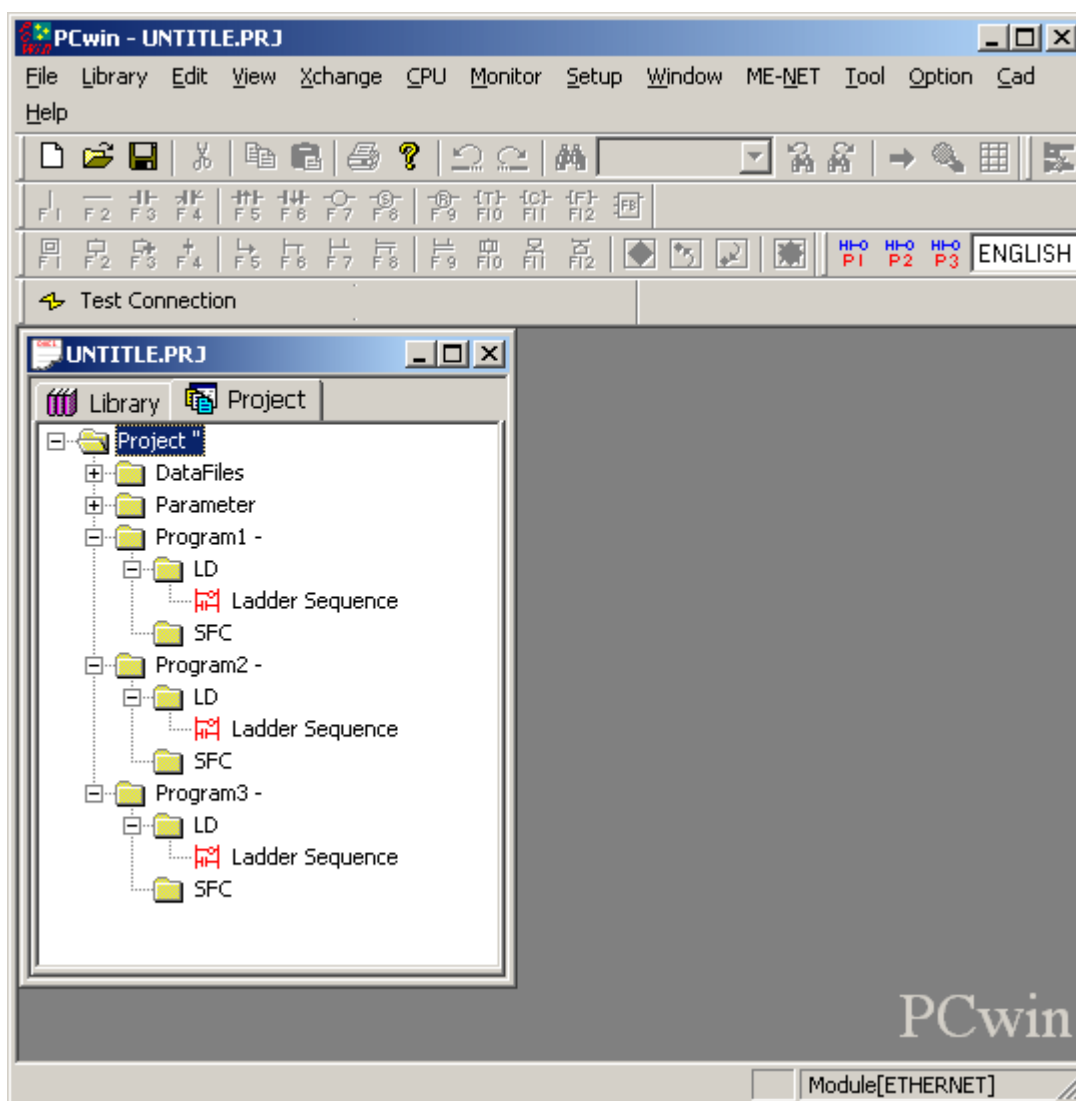 PCwin - UNTITLE.PRJ
File Library Edit View Xchange CPU Monitor Setup Window ME-NET Tool Option Cad
Help
F1 F2 F3 F4 F5 F6 F7 F8 F9 F10 F11 F12 FB
F1 F2 F3 F4 F5 F6 F7 F8 F9 F10 F11 F12 P1 P2 P3 ENGLISH
Test Connection
UNTITLE.PRJ
Library Project
Project "
DataFiles
Parameter
Program1 -
LD
Ladder Sequence
SFC
Program2 -
LD
Ladder Sequence
SFC
Program3 -
LD
Ladder Sequence
SFC
PCwin
Module[ETHERNET]